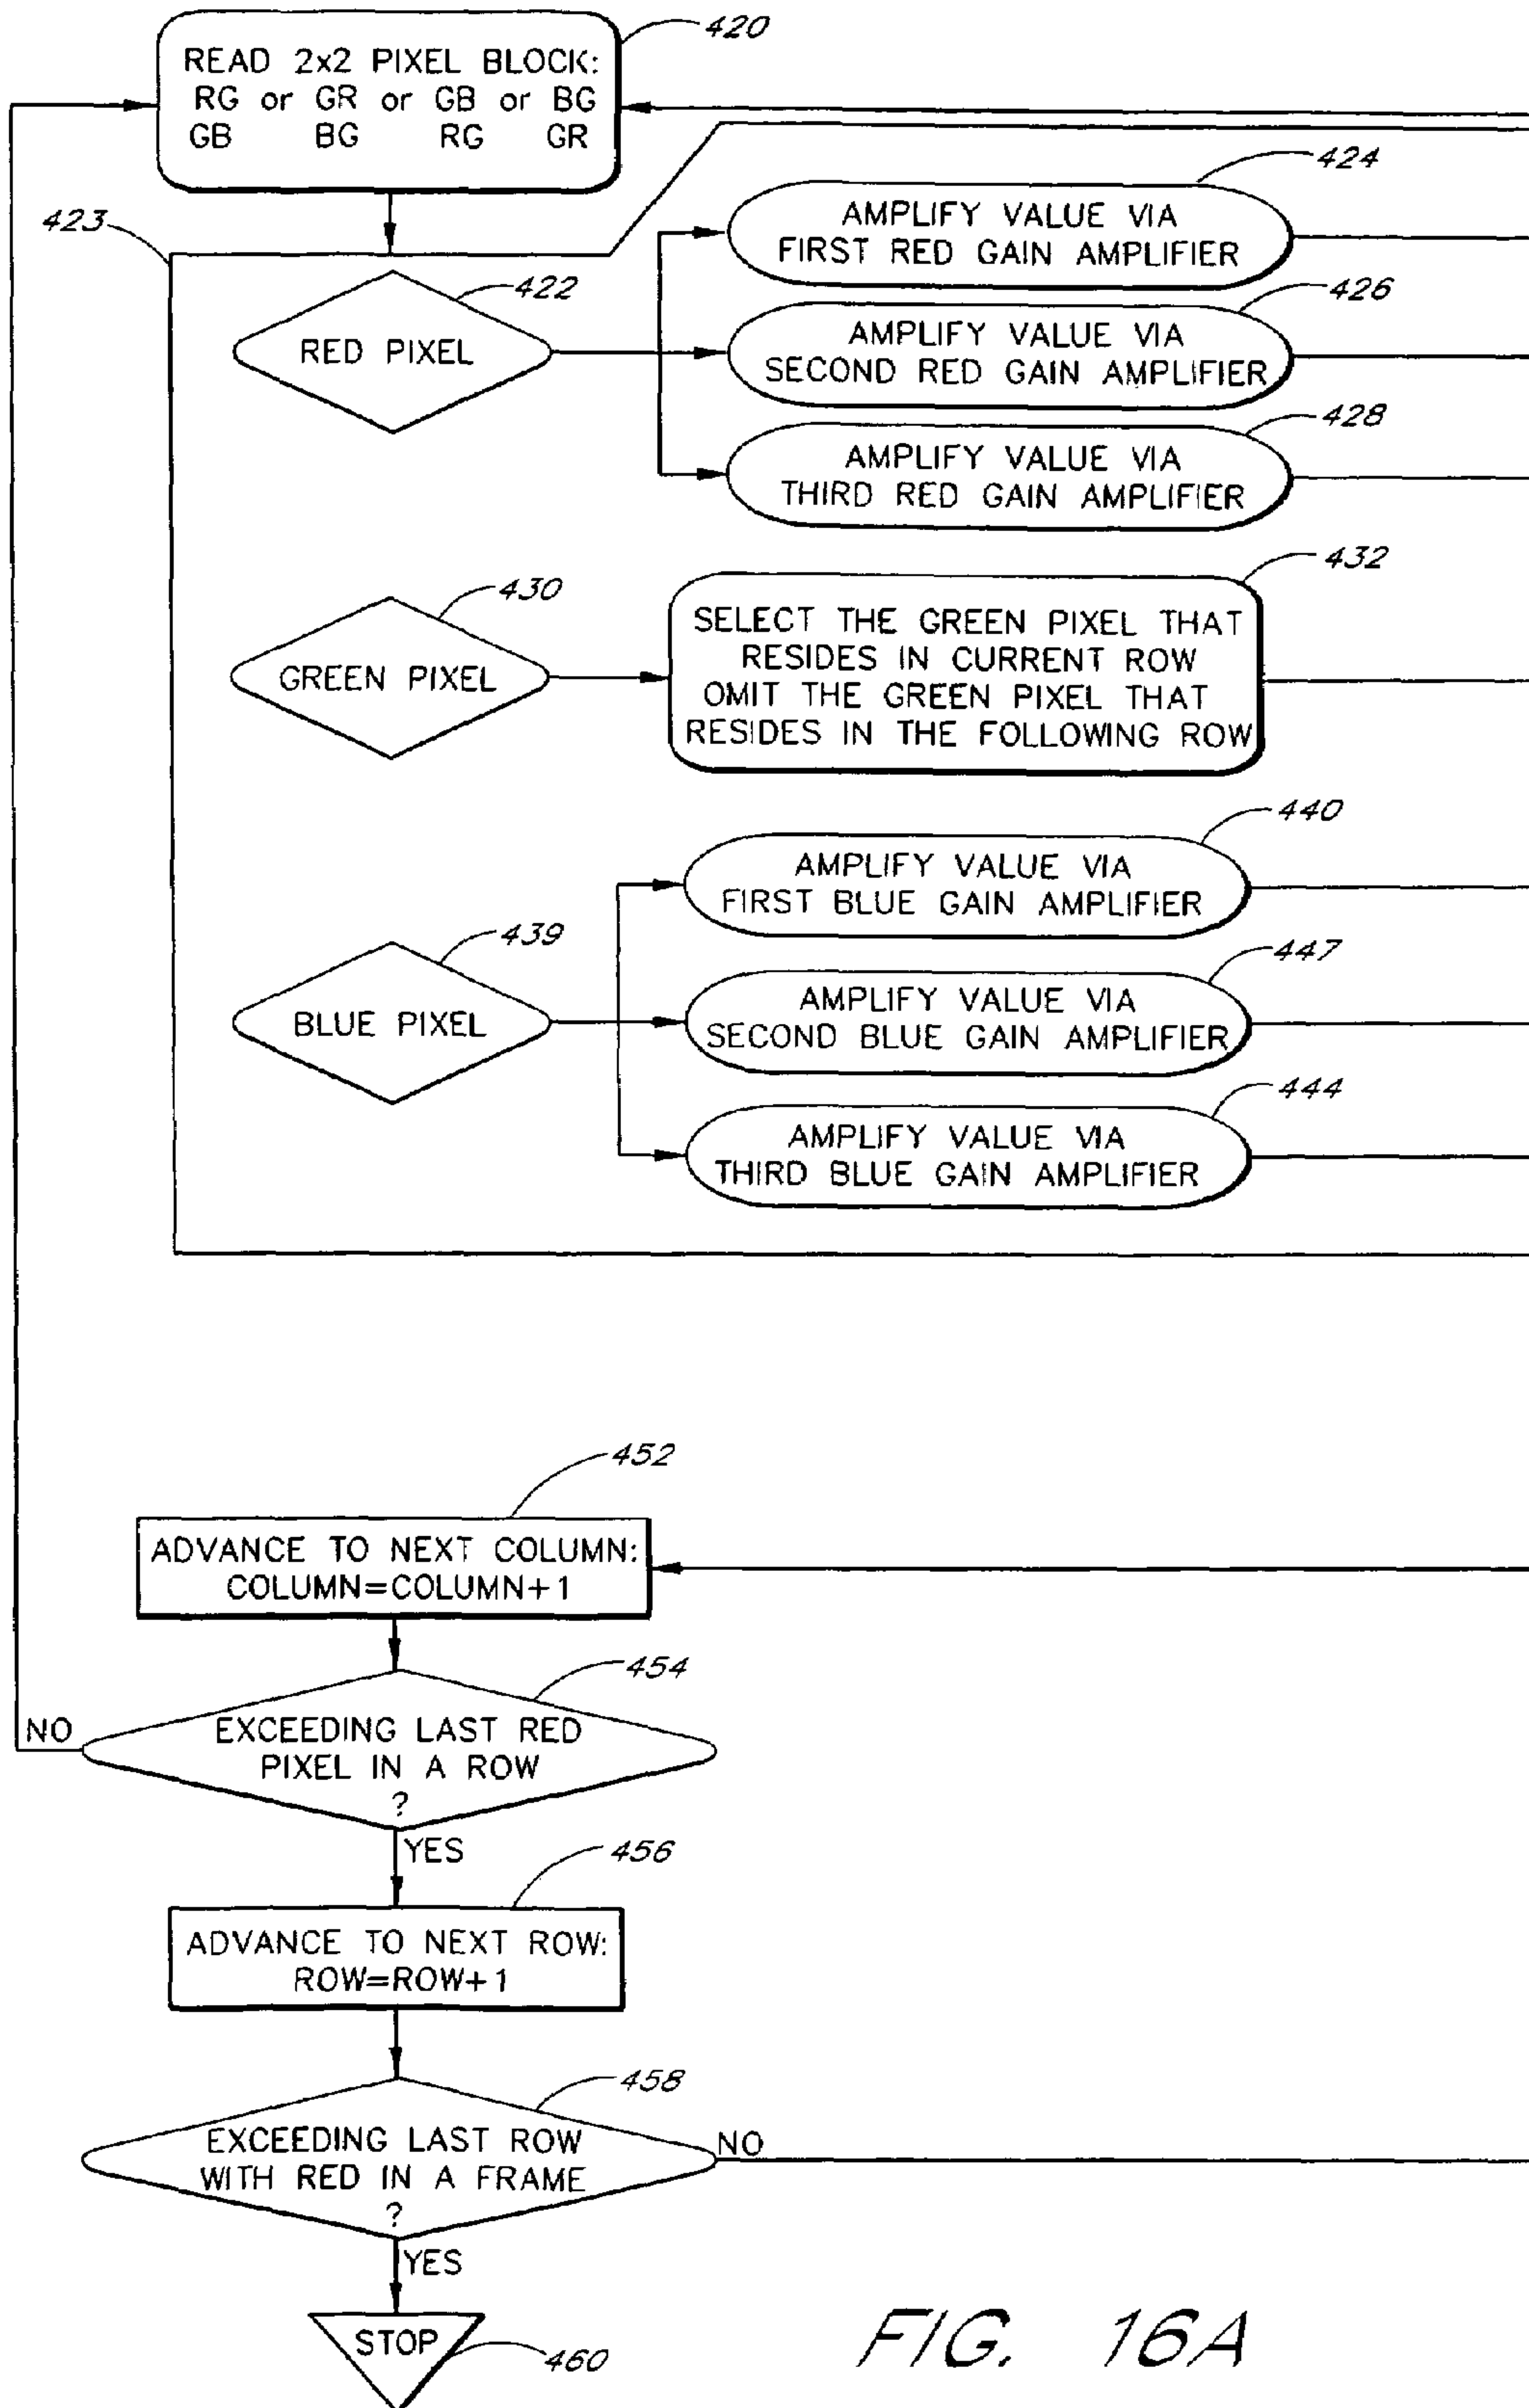 420
READ 2x2 PIXEL BLOCK:
RG or GR or GB or BG
GB BG RG GR
423
422
RED PIXEL
424
AMPLIFY VALUE VIA
FIRST RED GAIN AMPLIFIER
426
AMPLIFY VALUE VIA
SECOND RED GAIN AMPLIFIER
428
AMPLIFY VALUE VIA
THIRD RED GAIN AMPLIFIER
430
GREEN PIXEL
432
SELECT THE GREEN PIXEL THAT
RESIDES IN CURRENT ROW
OMIT THE GREEN PIXEL THAT
RESIDES IN THE FOLLOWING ROW
439
BLUE PIXEL
440
AMPLIFY VALUE VIA
FIRST BLUE GAIN AMPLIFIER
447
AMPLIFY VALUE VIA
SECOND BLUE GAIN AMPLIFIER
444
AMPLIFY VALUE VIA
THIRD BLUE GAIN AMPLIFIER
452
ADVANCE TO NEXT COLUMN:
COLUMN=COLUMN+1
454
EXCEEDING LAST RED
PIXEL IN A ROW
?
NO
YES
456
ADVANCE TO NEXT ROW:
ROW=ROW+1
458
EXCEEDING LAST ROW
WITH RED IN A FRAME
?
NO
YES
STOP
460
FIG. 16A